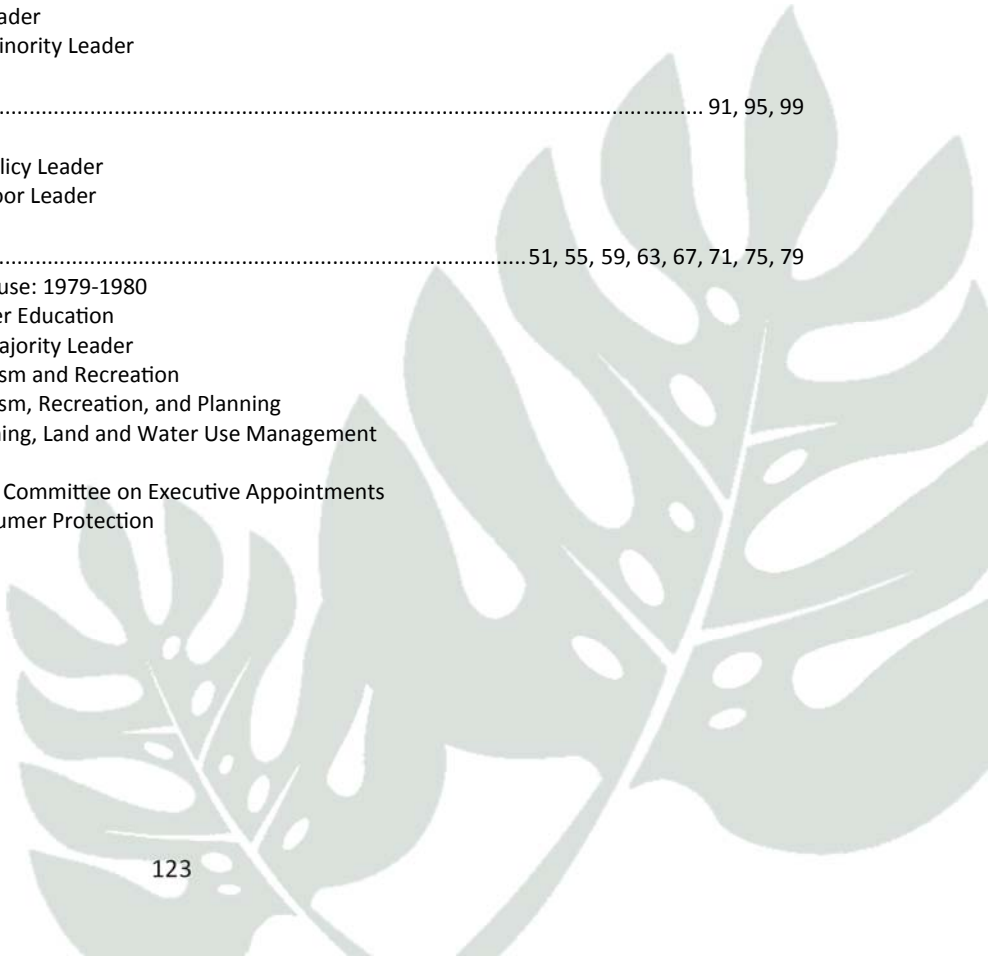 ader
inority Leader
........................................................................................................................ 91, 95, 99
licy Leader
oor Leader
........................................................................................ 51, 55, 59, 63, 67, 71, 75, 79
use: 1979-1980
er Education
ajority Leader
sm and Recreation
sm, Recreation, and Planning
ning, Land and Water Use Management
Committee on Executive Appointments
umer Protection
123